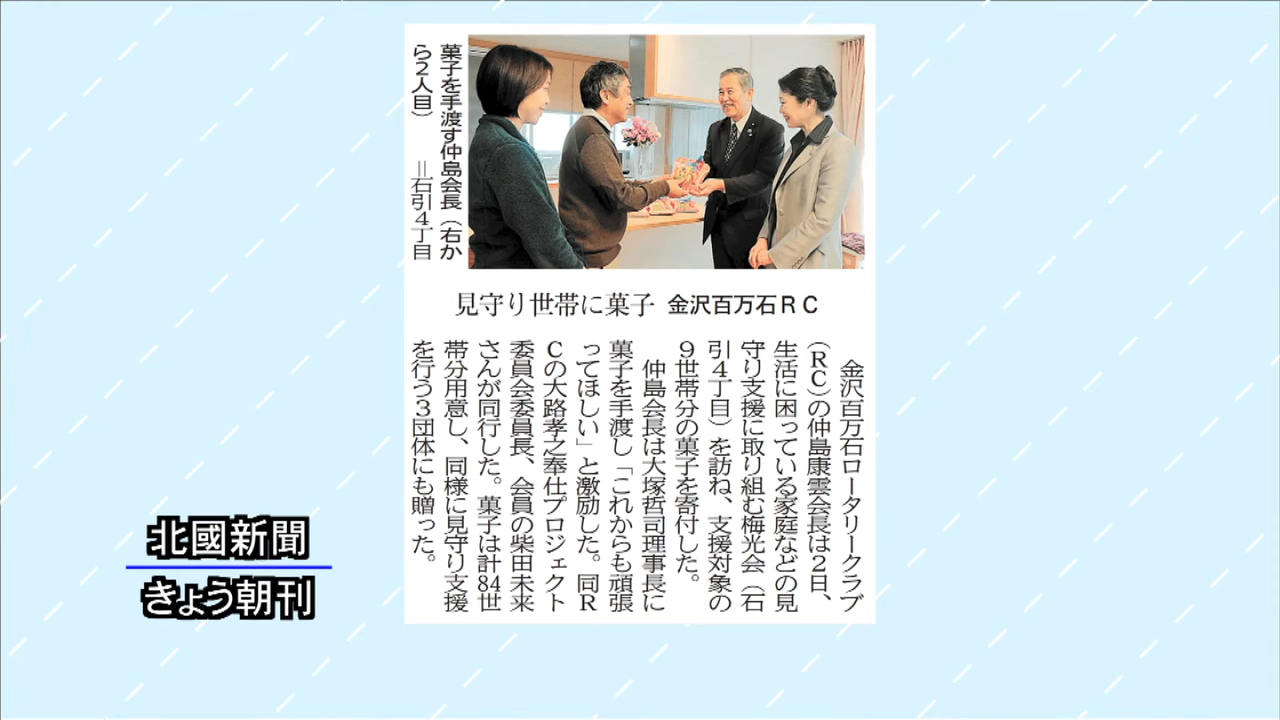 菓子を手渡す仲島会長（右か
ら２人目）　＝石引４丁目
見守り世帯に菓子 金沢百万石ＲＣ
金沢百万石ロータリークラブ
（ＲＣ）の仲島康雲会長は２日、
生活に困っている家庭などの見
守り支援に取り組む梅光会（石
引４丁目）を訪ね、支援対象の
９世帯分の菓子を寄付した。
仲島会長は大塚哲司理事長に
菓子を手渡し「これからも頑張
ってほしい」と激励した。同Ｒ
Ｃの大路孝之奉仕プロジェクト
委員会委員長、会員の柴田未来
さんが同行した。菓子は計84世
帯分用意し、同様に見守り支援
を行う３団体にも贈った。
北國新聞
きょう朝刊